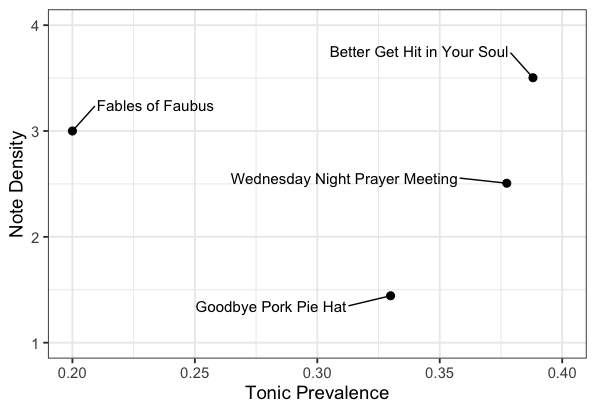 4
Better Get Hit in Your Soul
Fables of Faubus
3
Note Density
Wednesday Night Prayer Meeting
2
Goodbye Pork Pie Hat
1
0.20 0.25 0.30 0.35 0.40
Tonic Prevalence